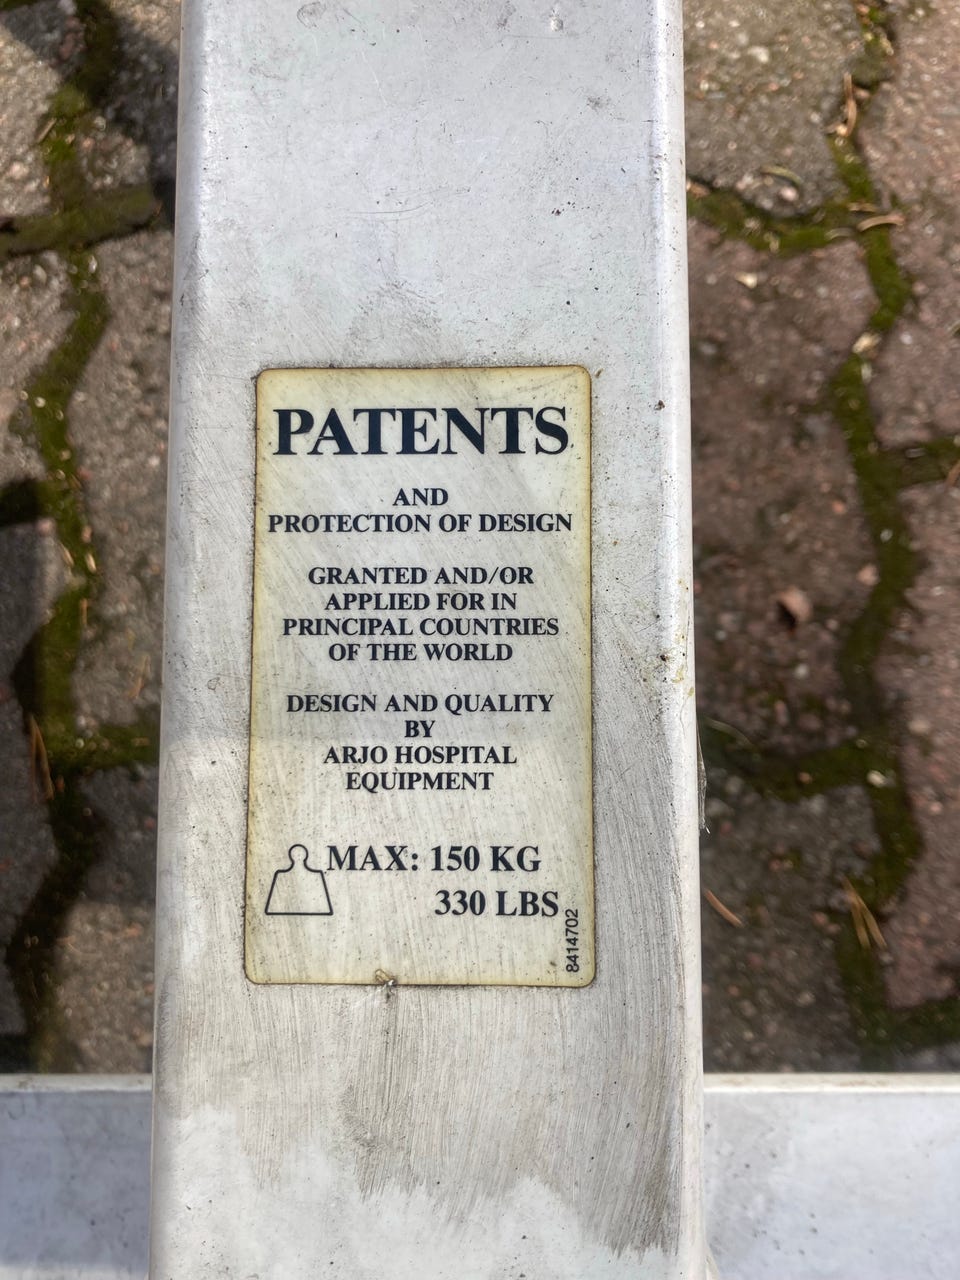 PATENTS
AND
PROTECTION OF DESIGN
GRANTED AND/OR
APPLIED FOR IN
PRINCIPAL COUNTRIES
OF THE WORLD
DESIGN AND QUALITY
BY
ARJO HOSPITAL
EQUIPMENT
MAX: 150 KG
330 LBS
8414702